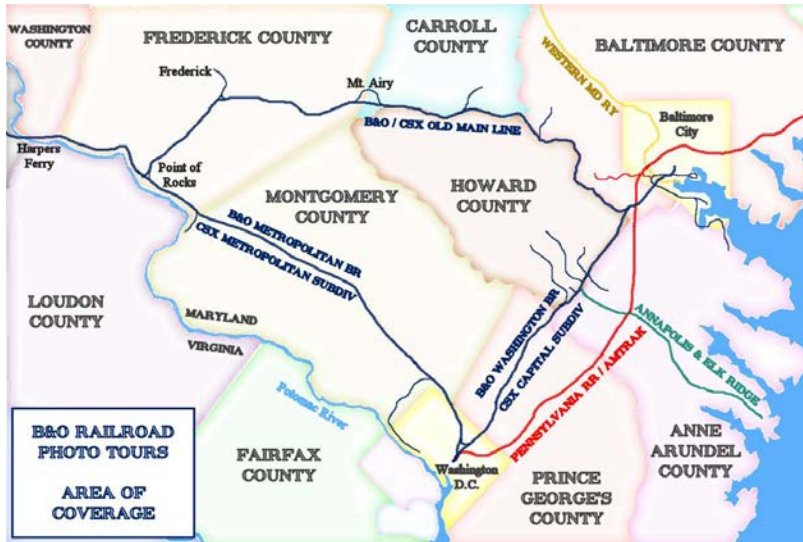 WASHINGTON
COUNTY
FREDERICK COUNTY
CARROLL
COUNTY
BALTIMORE COUNTY
WESTERN MD RY
Frederick
Mt. Airy
Baltimore
City
B&O / CSX OLD MAIN LINE
Harpers
Ferry
Point of
Rocks
MONTGOMERY
COUNTY
HOWARD
COUNTY
B&O METROPOLITAN BR
CSX METROPOLITAN SUBDIV
LOUDON
COUNTY
MARYLAND
VIRGINIA
B&O WASHINGTON BR
CSX CAPITAL SUBDIV
ANNAPOLIS & ELK RIDGE
PENNSYLVANIA RR / AMTRAK
Potomac River
B&O RAILROAD
PHOTO TOURS
AREA OF
COVERAGE
FAIRFAX
COUNTY
Washington
D.C.
PRINCE
GEORGE'S
COUNTY
ANNE
ARUNDEL
COUNTY